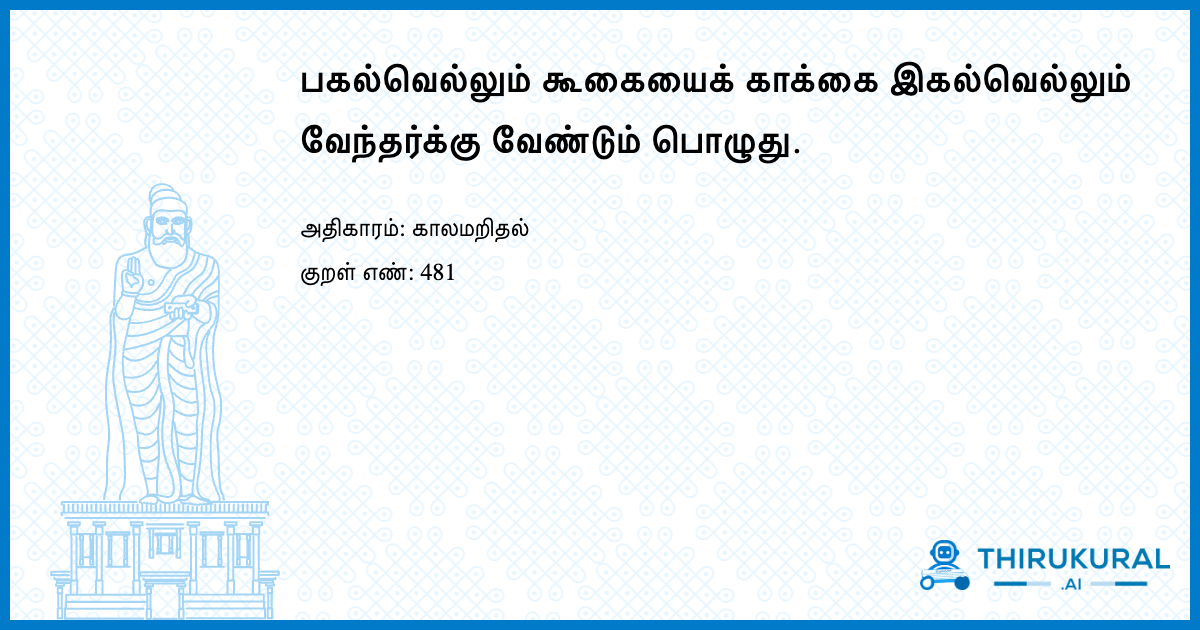 பகல்வெல்லும் கூகையைக் காக்கை இகல்வெல்லும்
வேந்தர்க்கு வேண்டும் பொழுது.
அதிகாரம்: காலமறிதல்
குறள் எண்: 481
THIRUKURAL
.AI